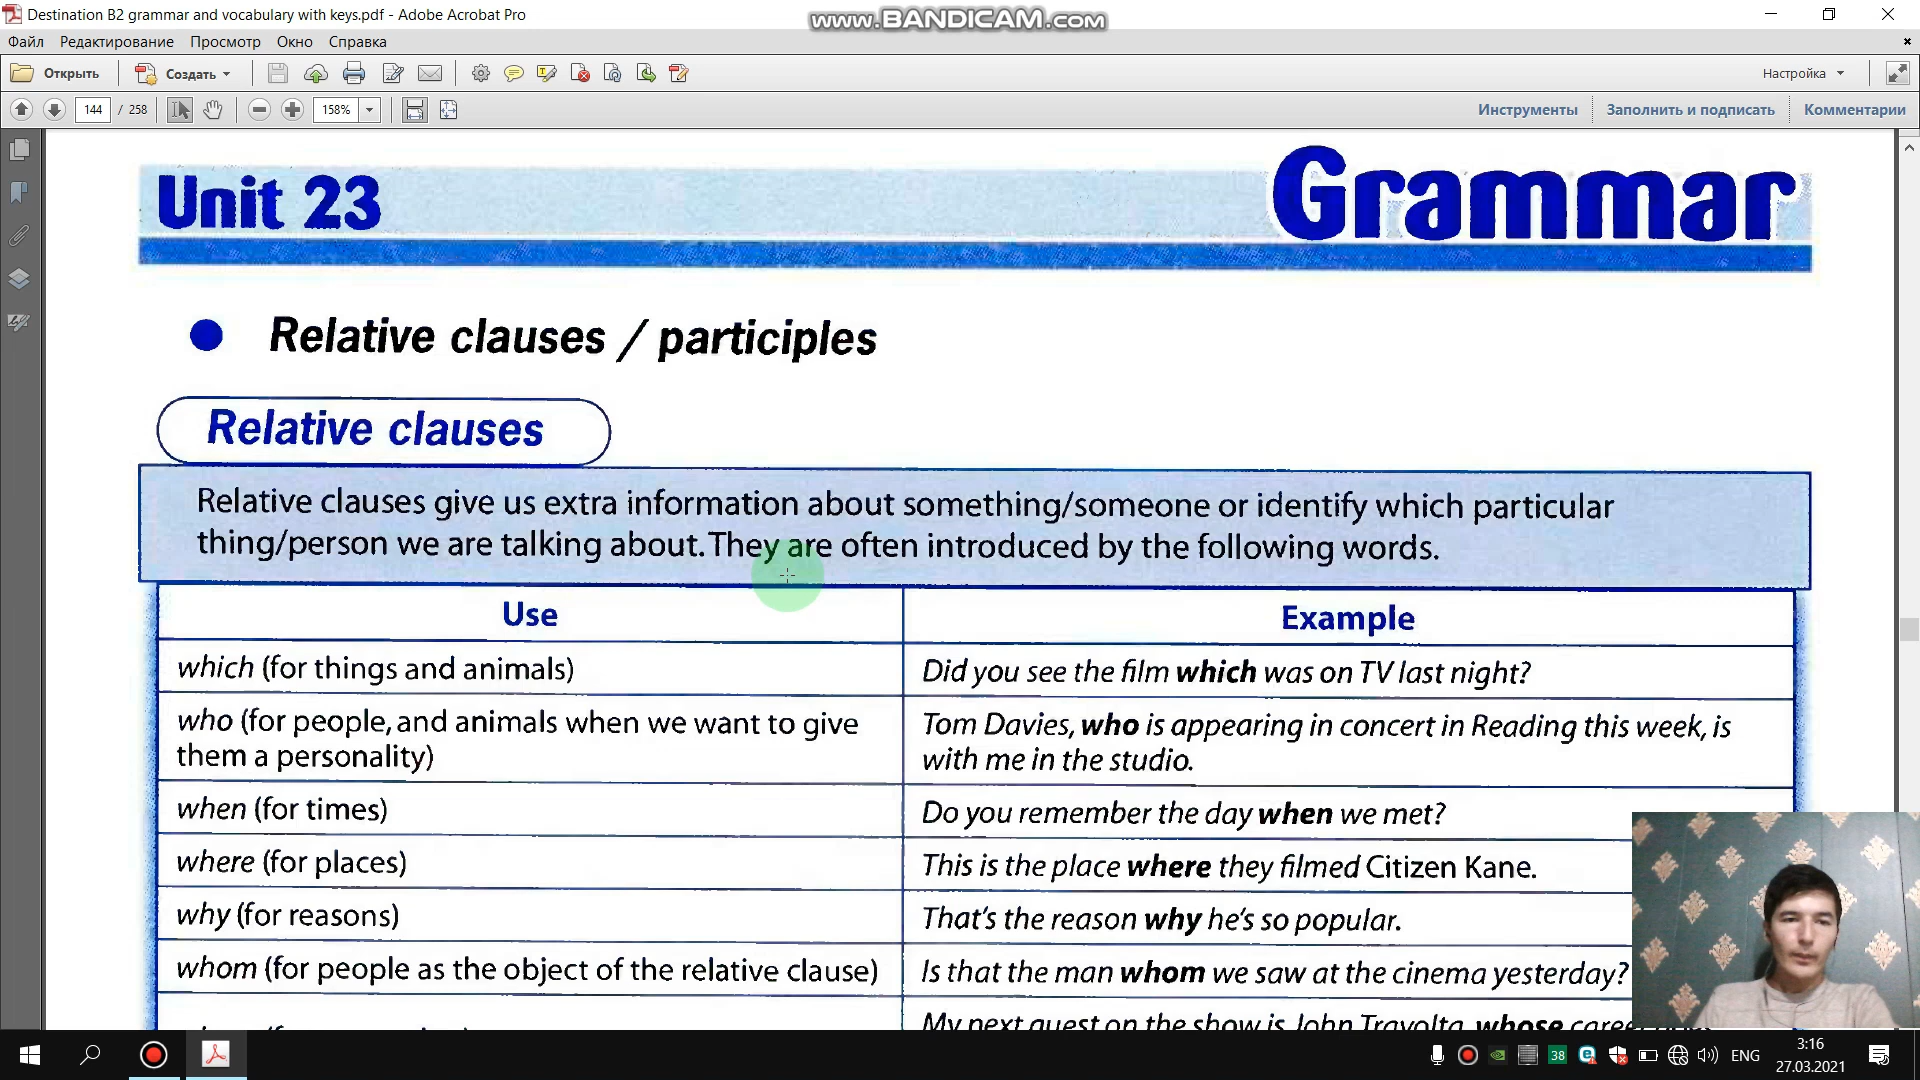 Destination B2 grammar and vocabulary with keys.pdf - Adobe Acrobat Pro
www.BANDICAM.com
Файл Редактирование Просмотр Окно Справка
Открыть Создать Настройка
144 / 258 158% Инструменты Заполнить и подписать Комментарии
Unit 23 Grammar
Relative clauses / participles
Relative clauses
Relative clauses give us extra information about something/someone or identify which particular
thing/person we are talking about. They are often introduced by the following words.
Use Example
which (for things and animals) Did you see the film which was on TV last night?
who (for people, and animals when we want to give
them a personality)
Tom Davies, who is appearing in concert in Reading this week, is
with me in the studio.
when (for times) Do you remember the day when we met?
where (for places) This is the place where they filmed Citizen Kane.
why (for reasons) That's the reason why he's so popular.
whom (for people as the object of the relative clause) Is that the man whom we saw at the cinema yesterday?
My next guest on the show is John Travolta, whose career
38 ENG 3:16
27.03.2021